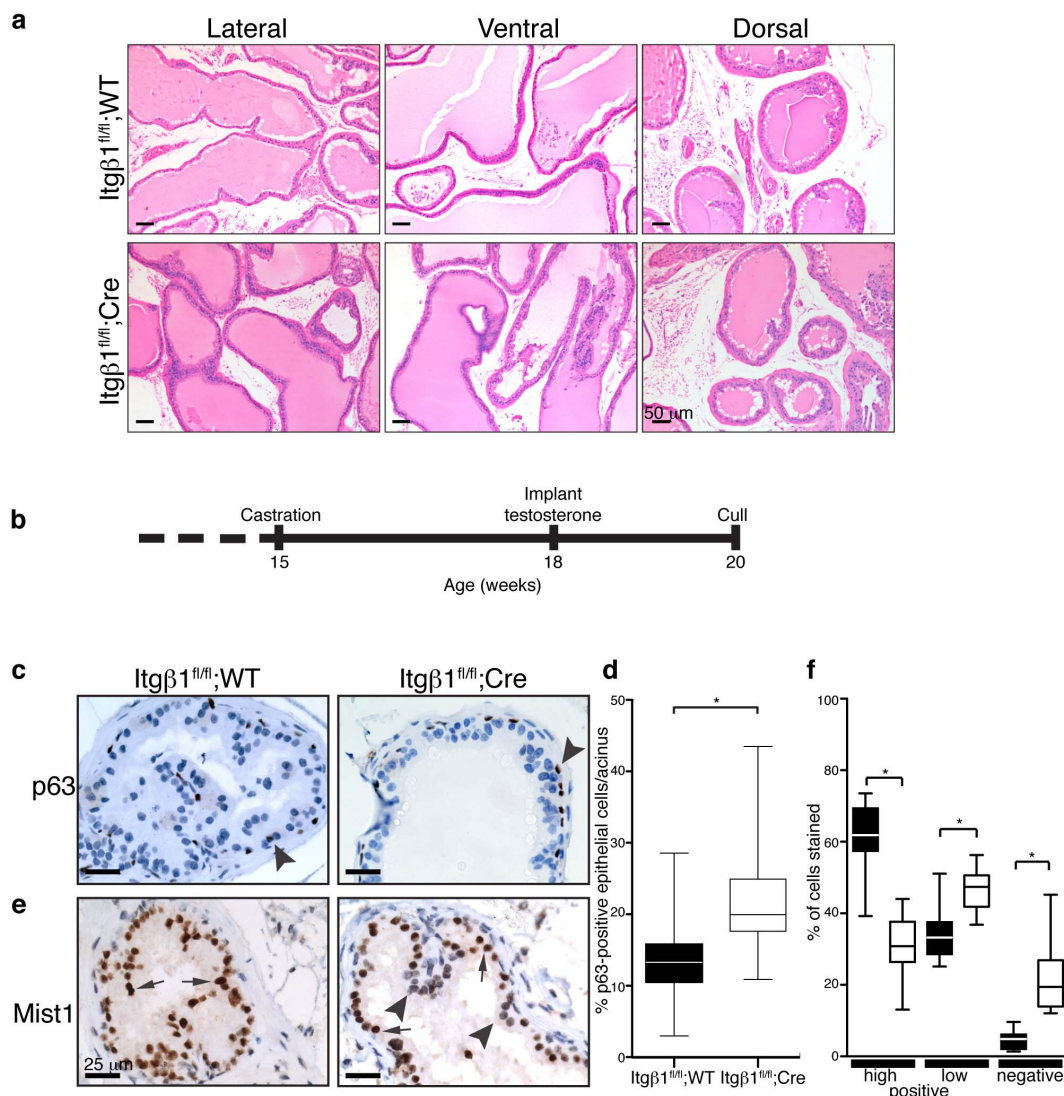 a
Lateral Ventral Dorsal
Itgβ1fl/fl;WT
Itgβ1fl/fl;Cre
50 μm
b
Castration
Implant
testosterone
Cull
15 18 20
Age (weeks)
c
Itgβ1fl/fl;WT Itgβ1fl/fl;Cre
p63
e
Mist1
25 μm
d
% p63-positive epithelial cells/acinus
50
40
30
20
10
0
*
Itgβ1fl/fl;WT Itgβ1fl/fl;Cre
f
% of cells stained
100
80
60
40
20
0
* * *
high low negative
positive